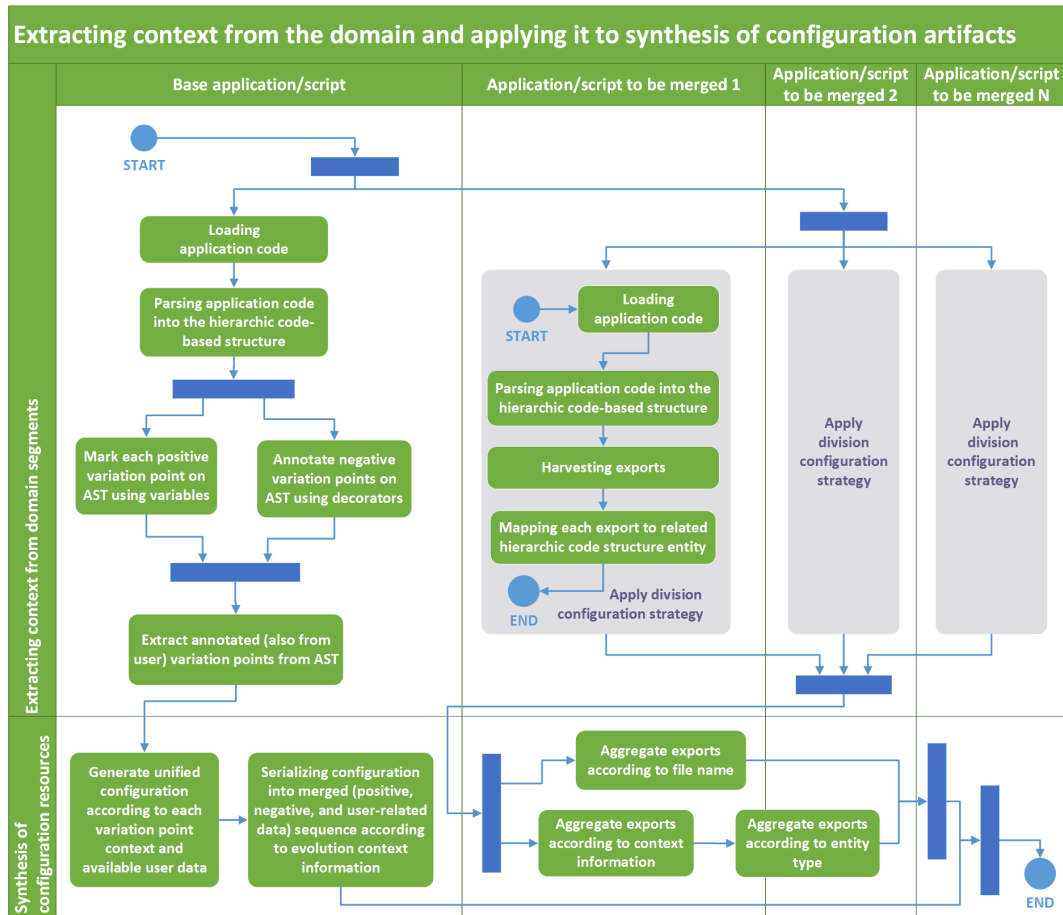 Extracting context from the domain and applying it to synthesis of configuration artifacts
Base application/script
Application/script to be merged 1
Application/script
to be merged 2
Application/script
to be merged N
Extracting context from domain segments
START
Loading
application code
Parsing application code
into the hierarchic code-
based structure
Mark each positive
variation point on
AST using variables
Annotate negative
variation points on
AST using decorators
Extract annotated (also from
user) variation points from AST
START
Loading
application code
Parsing application code into the
hierarchic code-based structure
Harvesting exports
Mapping each export to related
hierarchic code structure entity
END
Apply division
configuration strategy
Apply
division
configuration
strategy
Apply
division
configuration
strategy
Synthesis of
configuration resources
Generate unified
configuration
according to each
variation point
context and
available user data
Serializing configuration
into merged (positive,
negative, and user-related
data) sequence according
to evolution context
information
Aggregate exports
according to file name
Aggregate exports
according to context
information
Aggregate exports
according to entity
type
END